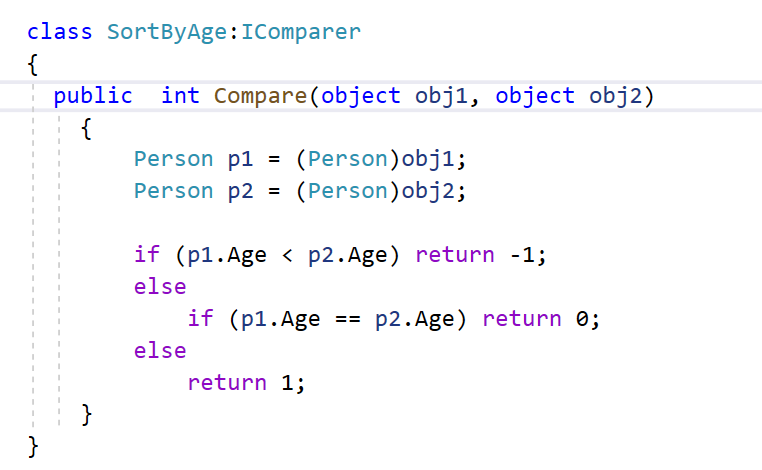 class SortByAge:IComparer
{
  public  int Compare(object obj1, object obj2)
    {
        Person p1 = (Person)obj1;
        Person p2 = (Person)obj2;

        if (p1.Age < p2.Age) return -1;
        else
            if (p1.Age == p2.Age) return 0;
        else
            return 1;
    }
}